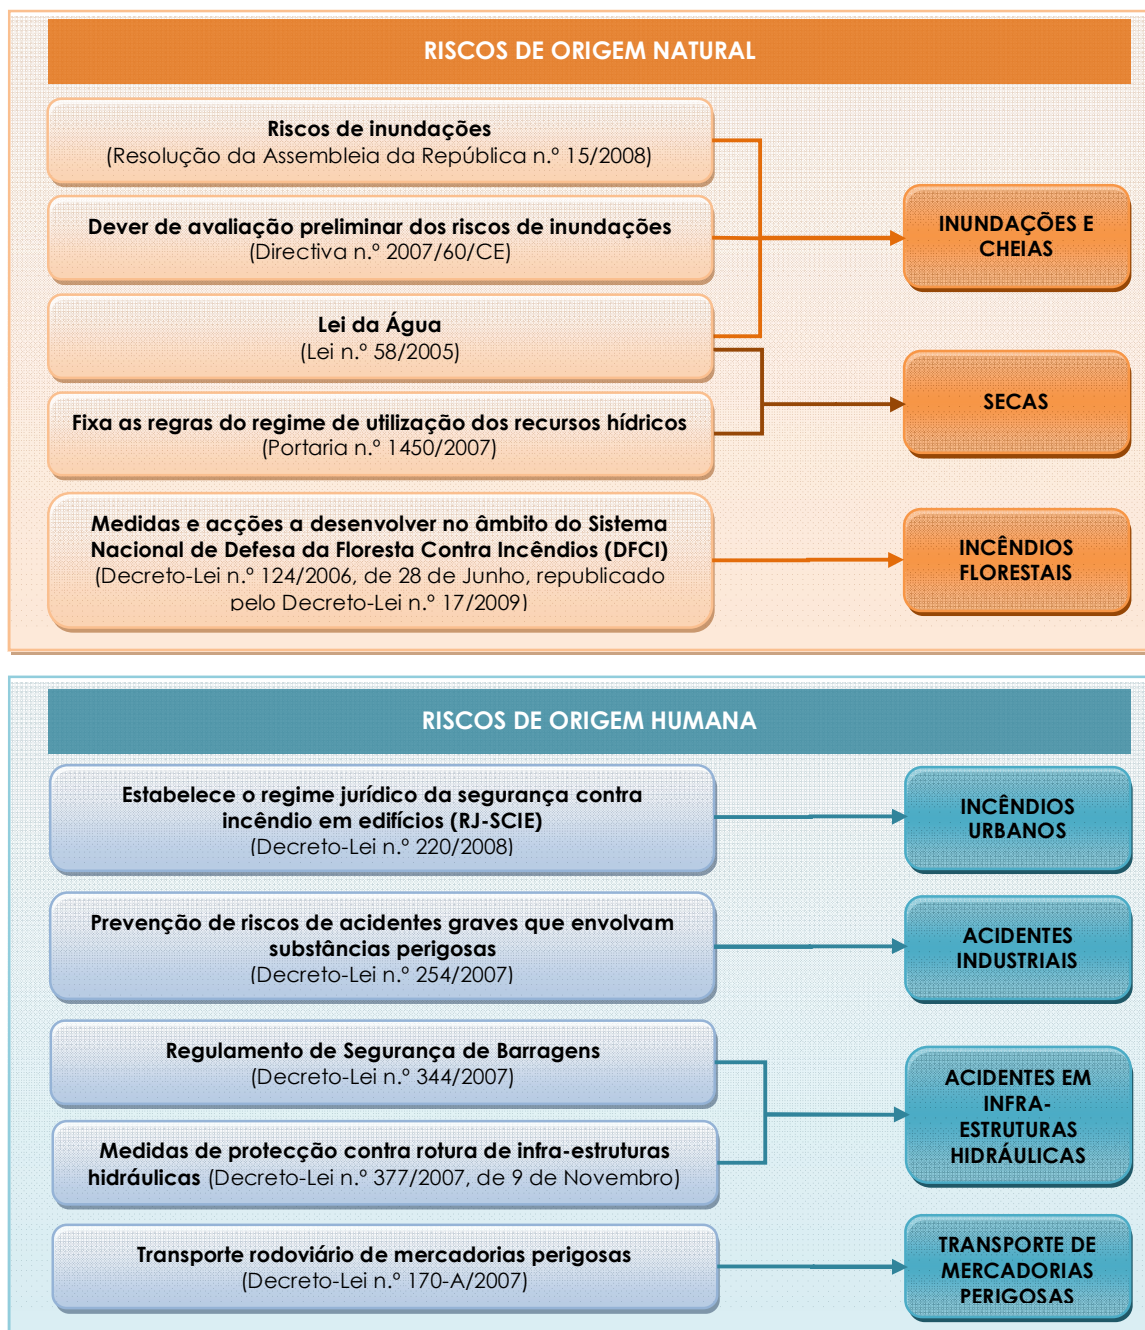 RISCOS DE ORIGEM NATURAL
Riscos de inundações
(Resolução da Assembleia da República n.º 15/2008)
Dever de avaliação preliminar dos riscos de inundações
(Directiva n.º 2007/60/CE)
INUNDAÇÕES E
CHEIAS
Lei da Água
(Lei n.º 58/2005)
SECAS
Fixa as regras do regime de utilização dos recursos hídricos
(Portaria n.º 1450/2007)
Medidas e acções a desenvolver no âmbito do Sistema
Nacional de Defesa da Floresta Contra Incêndios (DFCI)
(Decreto-Lei n.º 124/2006, de 28 de Junho, republicado
pelo Decreto-Lei n.º 17/2009)
INCÊNDIOS
FLORESTAIS
RISCOS DE ORIGEM HUMANA
Estabelece o regime jurídico da segurança contra
incêndio em edifícios (RJ-SCIE)
(Decreto-Lei n.º 220/2008)
INCÊNDIOS
URBANOS
Prevenção de riscos de acidentes graves que envolvam
substâncias perigosas
(Decreto-Lei n.º 254/2007)
ACIDENTES
INDUSTRIAIS
Regulamento de Segurança de Barragens
(Decreto-Lei n.º 344/2007)
Medidas de protecção contra rotura de infra-estruturas
hidráulicas (Decreto-Lei n.º 377/2007, de 9 de Novembro)
ACIDENTES EM
INFRA-
ESTRUTURAS
HIDRÁULICAS
Transporte rodoviário de mercadorias perigosas
(Decreto-Lei n.º 170-A/2007)
TRANSPORTE DE
MERCADORIAS
PERIGOSAS